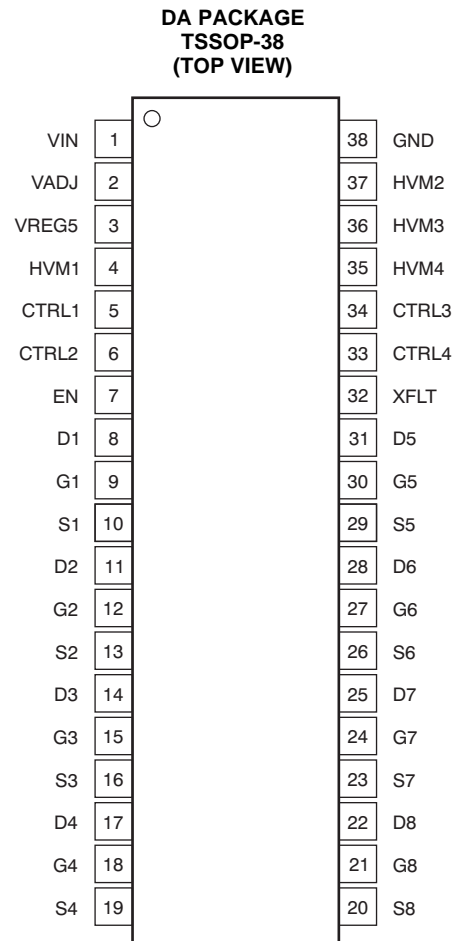 DA PACKAGE
TSSOP-38
(TOP VIEW)
VIN 1 38 GND
VADJ 2 37 HVM2
VREG5 3 36 HVM3
HVM1 4 35 HVM4
CTRL1 5 34 CTRL3
CTRL2 6 33 CTRL4
EN 7 32 XFLT
D1 8 31 D5
G1 9 30 G5
S1 10 29 S5
D2 11 28 D6
G2 12 27 G6
S2 13 26 S6
D3 14 25 D7
G3 15 24 G7
S3 16 23 S7
D4 17 22 D8
G4 18 21 G8
S4 19 20 S8